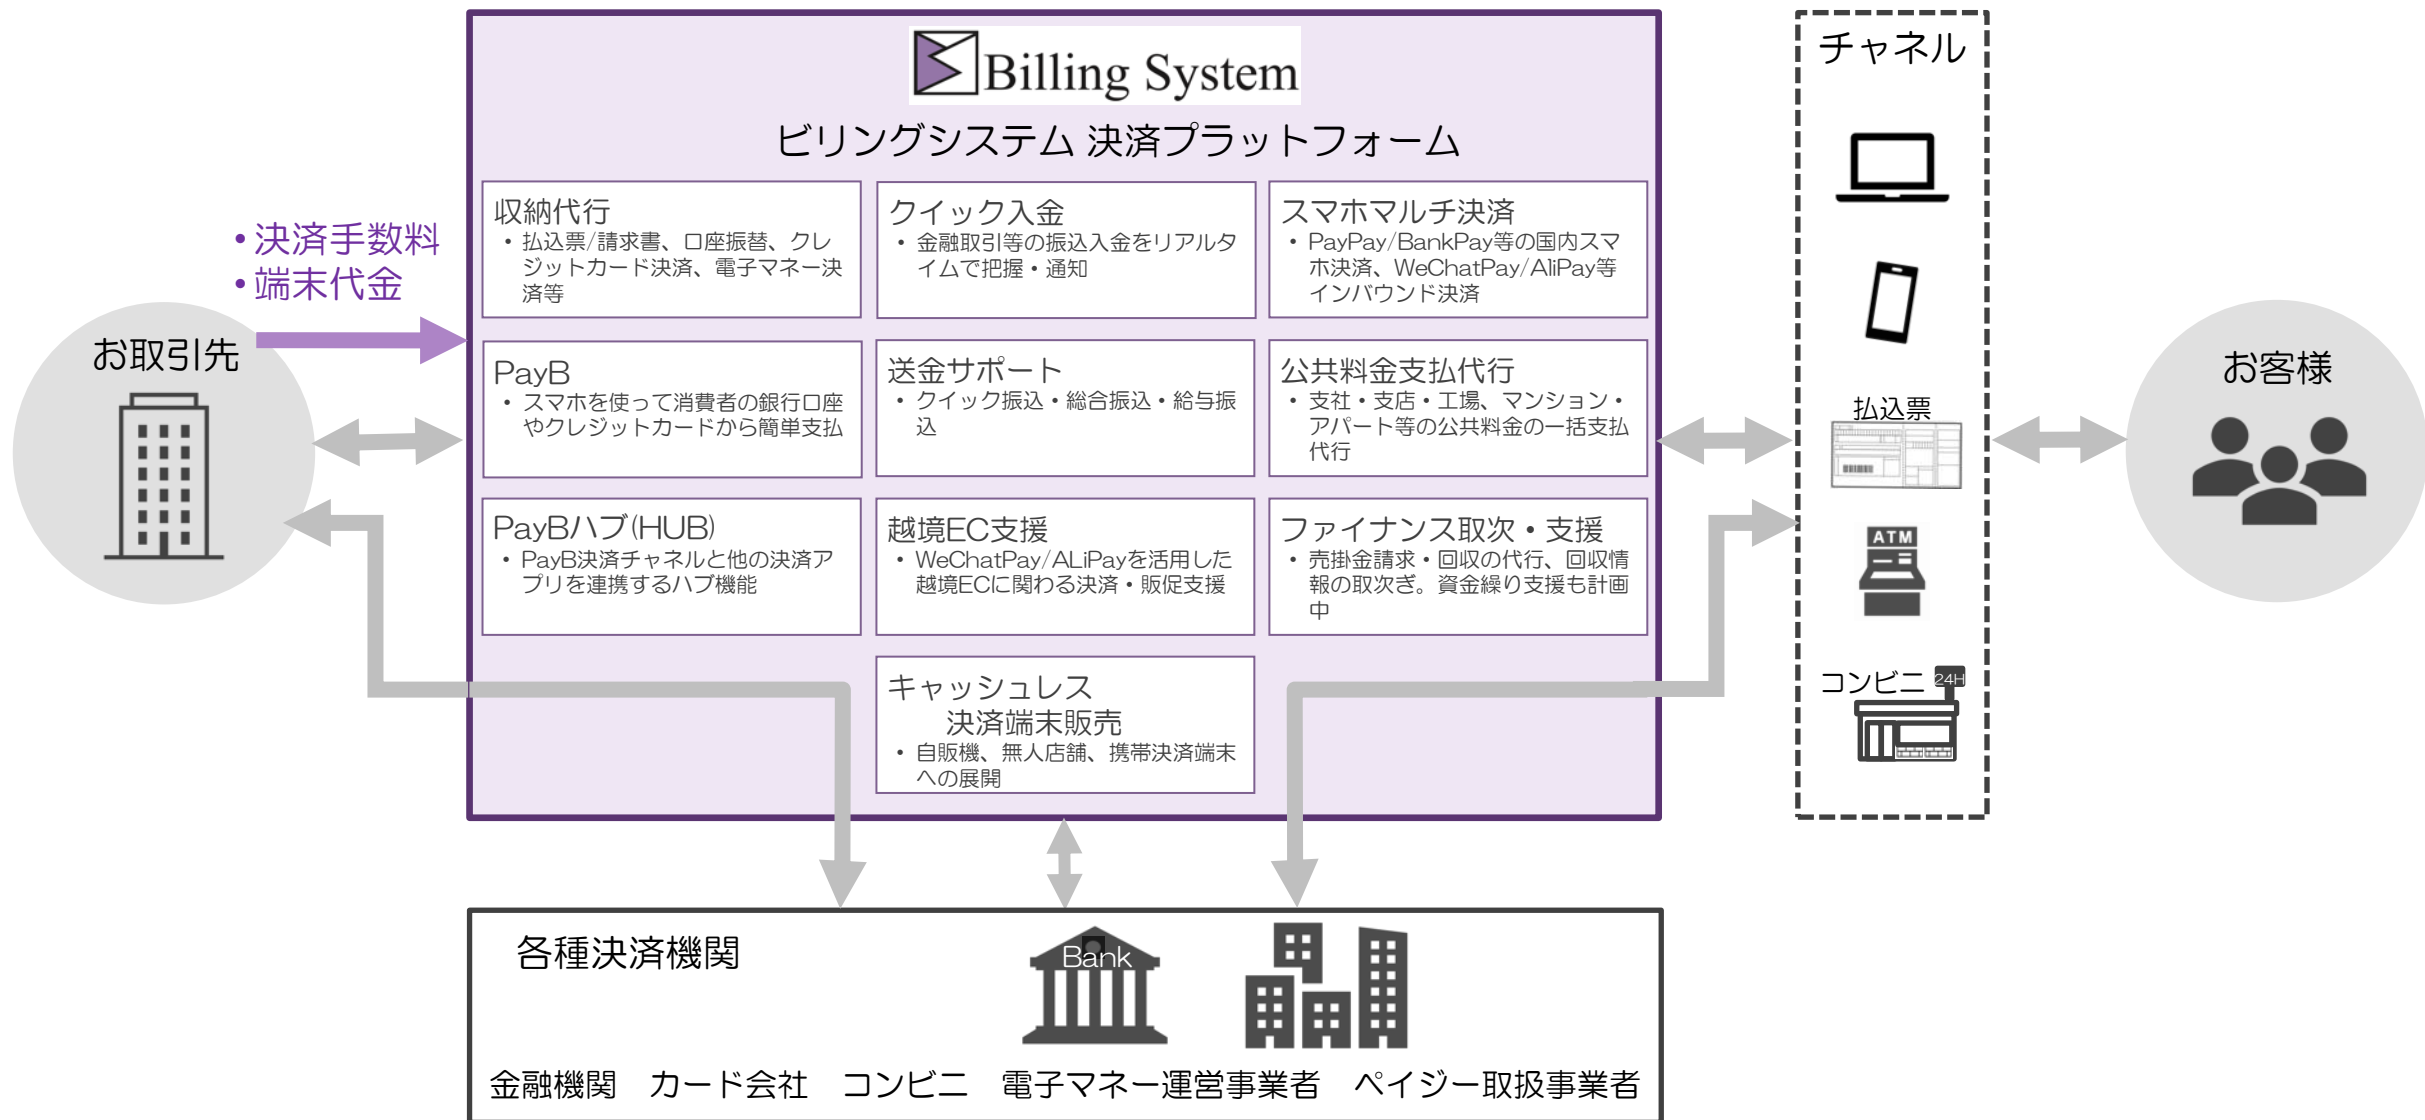 Billing System
ビリングシステム 決済プラットフォーム
・決済手数料
・端末代金
お取引先
収納代行
• 払込票/請求書、口座振替、クレ
ジットカード決済、電子マネー決
済等
クイック入金
• 金融取引等の振込入金をリアルタ
イムで把握・通知
スマホマルチ決済
• PayPay/BankPay等の国内スマ
ホ決済、WeChatPay/AliPay等
インバウンド決済
PayB
• スマホを使って消費者の銀行口座
やクレジットカードから簡単支払
送金サポート
• クイック振込・総合振込・給与振
込
公共料金支払代行
• 支社・支店・工場、マンション・
アパート等の公共料金の一括支払
代行
PayBハブ(HUB)
• PayB決済チャネルと他の決済ア
プリを連携するハブ機能
越境EC支援
• WeChatPay/ALiPayを活用した
越境ECに関わる決済・販促支援
ファイナンス取次・支援
• 売掛金請求・回収の代行、回収情
報の取次ぎ。資金繰り支援も計画
中
キャッシュレス
決済端末販売
• 自販機、無人店舗、携帯決済端末
への展開
チャネル
払込票
ATM
コンビニ
24H
お客様
各種決済機関
Bank
金融機関 カード会社 コンビニ 電子マネー運営事業者 ペイジー取扱事業者